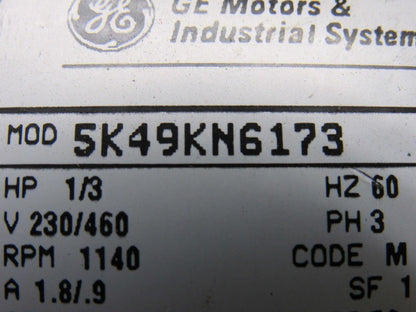 GE
GE Motors &
Industrial System
MOD 5K49KN6173
HP 1/3 HZ 60
V 230/460 PH 3
RPM 1140 CODE M
A 1.8/.9 SF 1